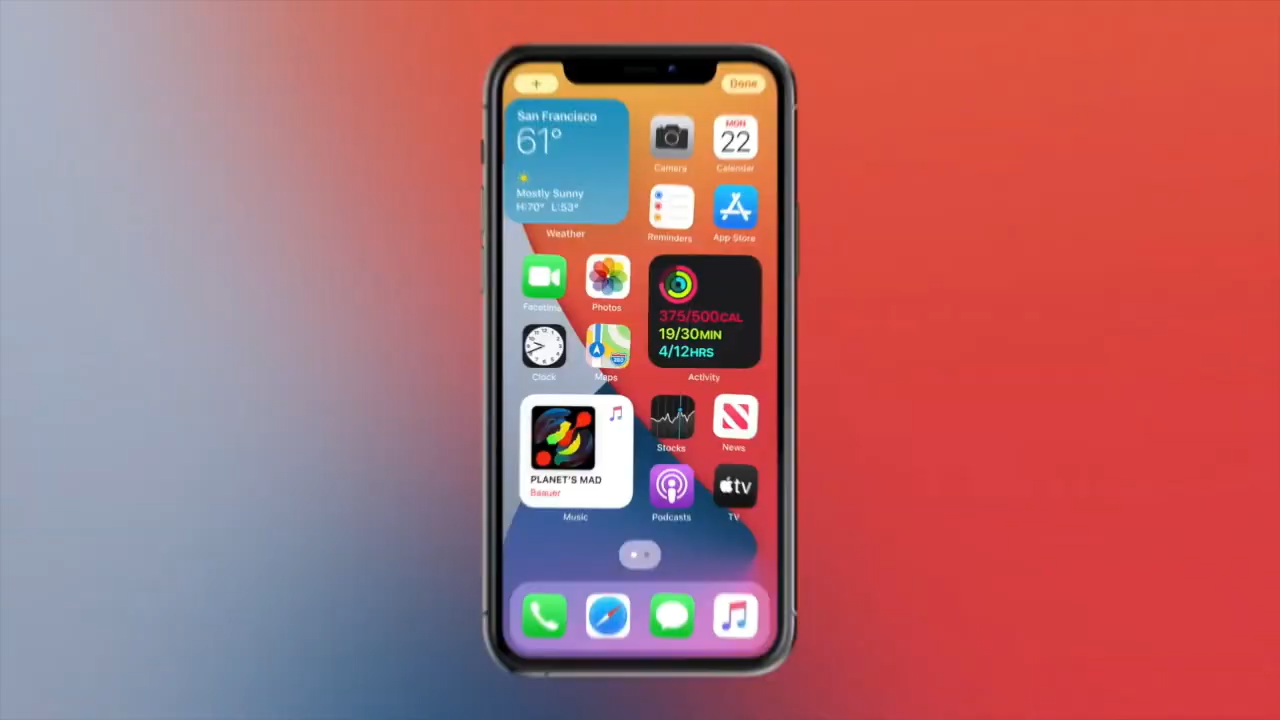 +
Done
San Francisco
61°
Mostly Sunny
H:70° L:53°
Weather
Camera
MON
22
Calendar
Reminders
App Store
Facetime
Photos
375/500CAL
19/30MIN
4/12HRS
Activity
Clock
Maps
PLANET'S MAD
Baauer
Music
Stocks
News
Podcasts
tv
TV